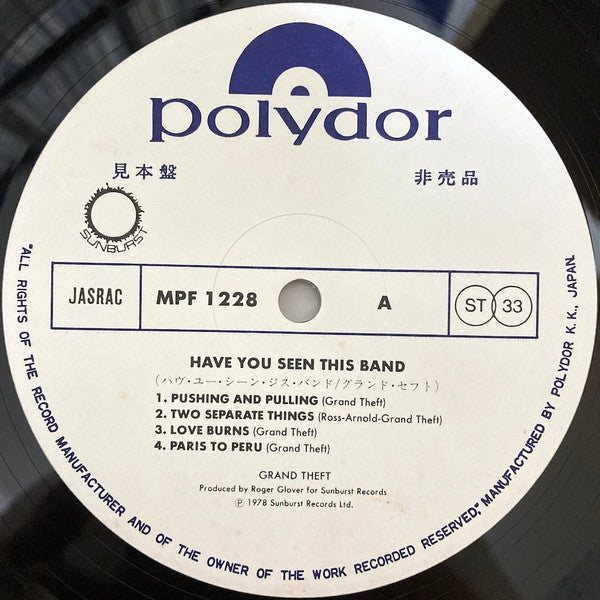 polydor
見本盤
非売品
SUNBURST
JASRAC
MPF 1228
A
ST 33
HAVE YOU SEEN THIS BAND
(ハヴ・ユー・シーン・ジス・バンド/グランド・セフト)
1. PUSHING AND PULLING (Grand Theft)
2. TWO SEPARATE THINGS (Ross-Arnold-Grand Theft)
3. LOVE BURNS (Grand Theft)
4. PARIS TO PERU (Grand Theft)
GRAND THEFT
Produced by Roger Glover for Sunburst Records
Ⓟ 1978 Sunburst Records Ltd.
"ALL RIGHTS OF THE RECORD MANUFACTURER AND OF THE OWNER OF THE WORK RECORDED RESERVED," MANUFACTURED BY POLYDOR K. K., JAPAN.